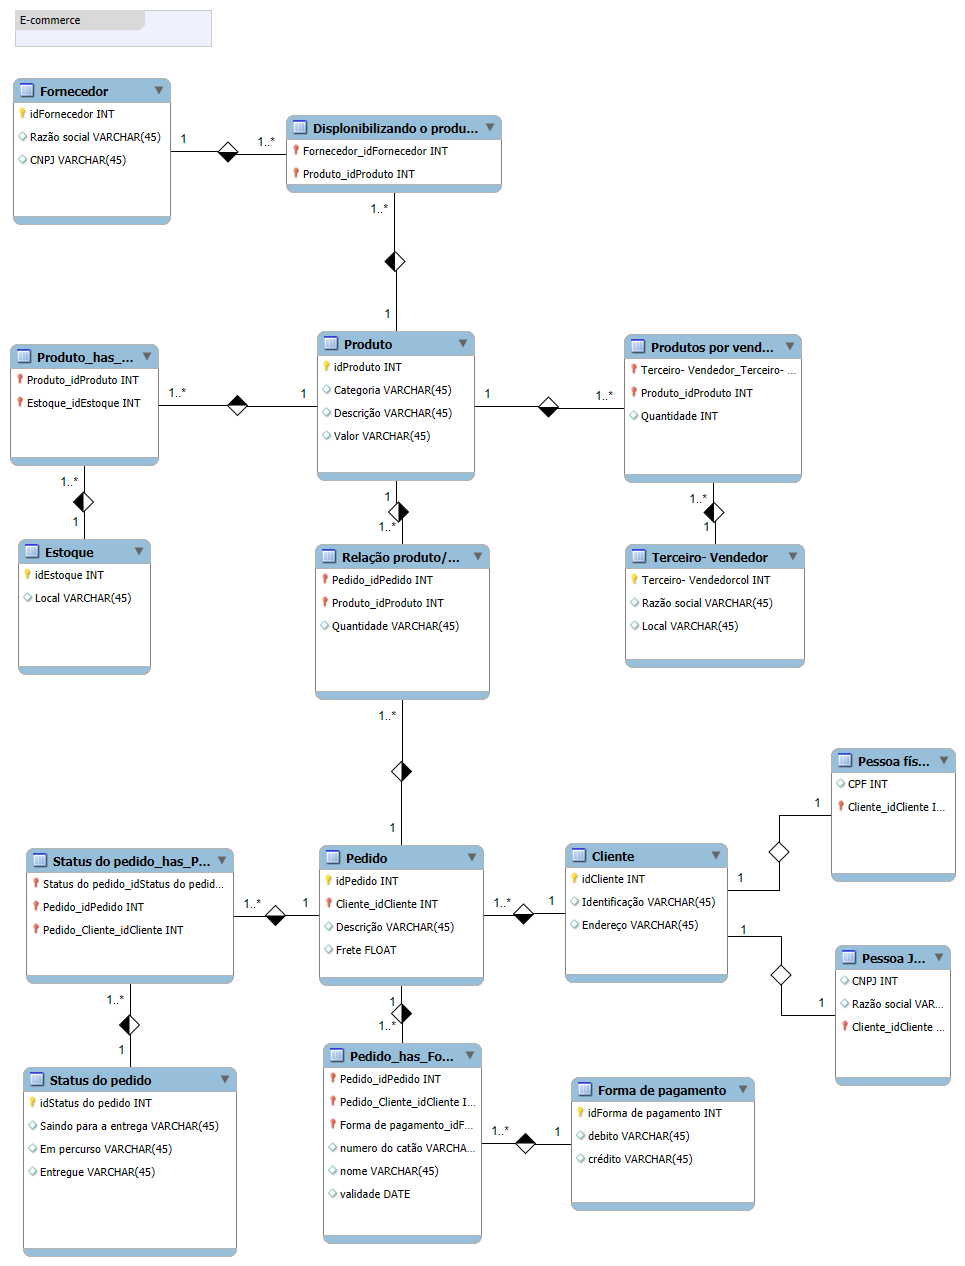 E-commerce
Fornecedor
idFornecedor INT
Razão social VARCHAR(45)
CNPJ VARCHAR(45)
1
1..*
Displonibilizando o produ...
Fornecedor_idFornecedor INT
Produto_idProduto INT
1..*
1
Produto_has_...
Produto_idProduto INT
Estoque_idEstoque INT
1..*
1
Produto
idProduto INT
Categoria VARCHAR(45)
Descrição VARCHAR(45)
Valor VARCHAR(45)
1
1..*
Produtos por vend...
Terceiro- Vendedor_Terceiro- ...
Produto_idProduto INT
Quantidade INT
1..*
1
Estoque
idEstoque INT
Local VARCHAR(45)
1
1..*
Relação produto/...
Pedido_idPedido INT
Produto_idProduto INT
Quantidade VARCHAR(45)
1..*
1
Terceiro- Vendedor
Terceiro- Vendedorcol INT
Razão social VARCHAR(45)
Local VARCHAR(45)
1..*
1
Status do pedido_has_P...
Status do pedido_idStatus do pedid...
Pedido_idPedido INT
Pedido_Cliente_idCliente INT
1..*
1
Pedido
idPedido INT
Cliente_idCliente INT
Descrição VARCHAR(45)
Frete FLOAT
1..*
1
Cliente
idCliente INT
Identificação VARCHAR(45)
Endereço VARCHAR(45)
1
1
Pessoa fís...
CPF INT
Cliente_idCliente I...
1
1
Pessoa J...
CNPJ INT
Razão social VAR...
Cliente_idCliente ...
1..*
1
Status do pedido
idStatus do pedido INT
Saindo para a entrega VARCHAR(45)
Em percurso VARCHAR(45)
Entregue VARCHAR(45)
1
1..*
Pedido_has_Fo...
Pedido_idPedido INT
Pedido_Cliente_idCliente I...
Forma de pagamento_idF...
numero do catão VARCHA...
nome VARCHAR(45)
validade DATE
1..*
1
Forma de pagamento
idForma de pagamento INT
debito VARCHAR(45)
crédito VARCHAR(45)